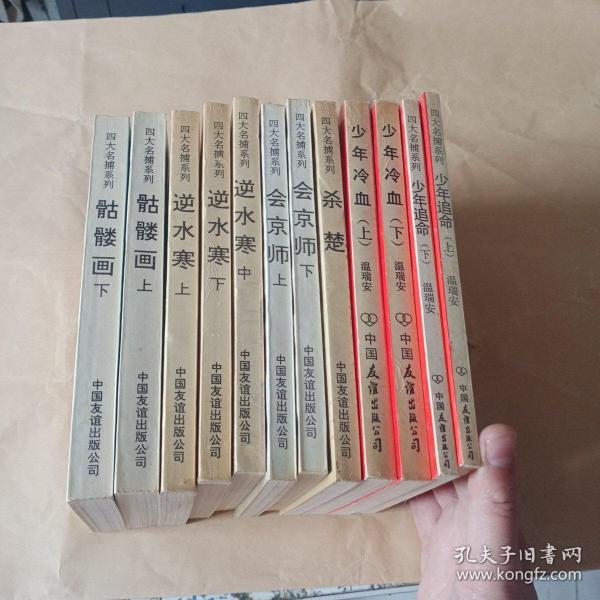 四大名捕系列 骷髅画 下 中国友谊出版公司
四大名捕系列 骷髅画 上 中国友谊出版公司
四大名捕系列 逆水寒 上 中国友谊出版公司
四大名捕系列 逆水寒 下 中国友谊出版公司
四大名捕系列 逆水寒 中 中国友谊出版公司
四大名捕系列 会京师 上 中国友谊出版公司
四大名捕系列 会京师 下 中国友谊出版公司
四大名捕系列 杀楚 中国友谊出版公司
少年冷血(上) 温瑞安 中国友谊出版公司
少年冷血(下) 温瑞安 中国友谊出版公司
四大名捕系列 少年追命(下) 温瑞安 中国友谊出版公司
四大名捕系列 少年追命(上) 温瑞安 中国友谊出版公司
孔夫子旧书网
www.kongfz.com